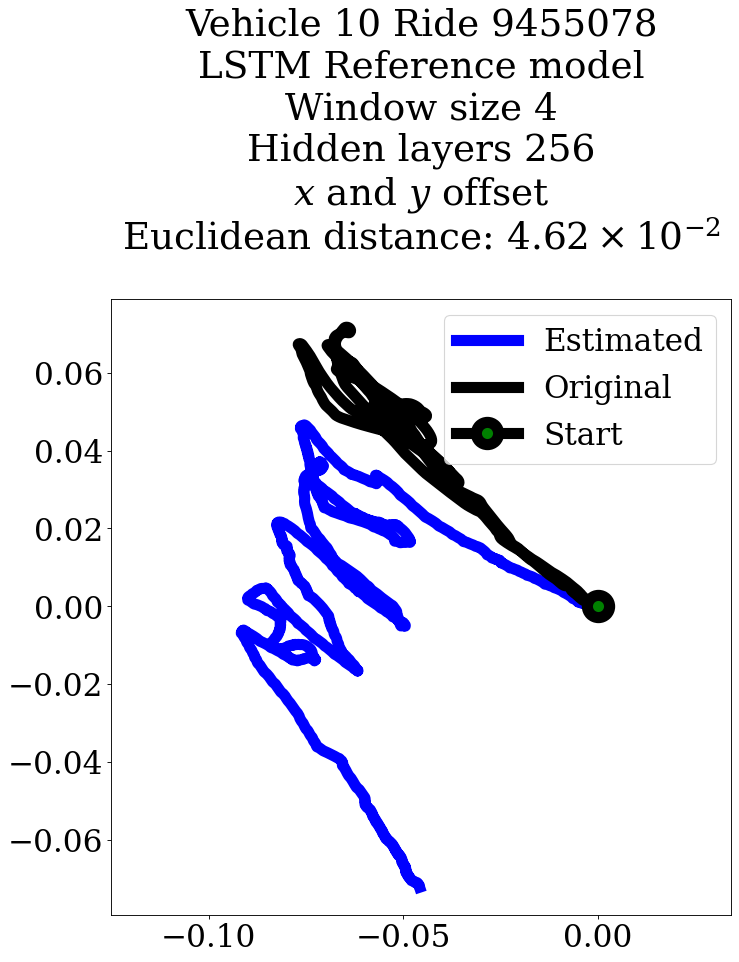 Vehicle 10 Ride 9455078
LSTM Reference model
Window size 4
Hidden layers 256
x and y offset
Euclidean distance: 4.62 × 10⁻²
Estimated
Original
Start
0.06
0.04
0.02
0.00
−0.02
−0.04
−0.06
−0.10
−0.05
0.00